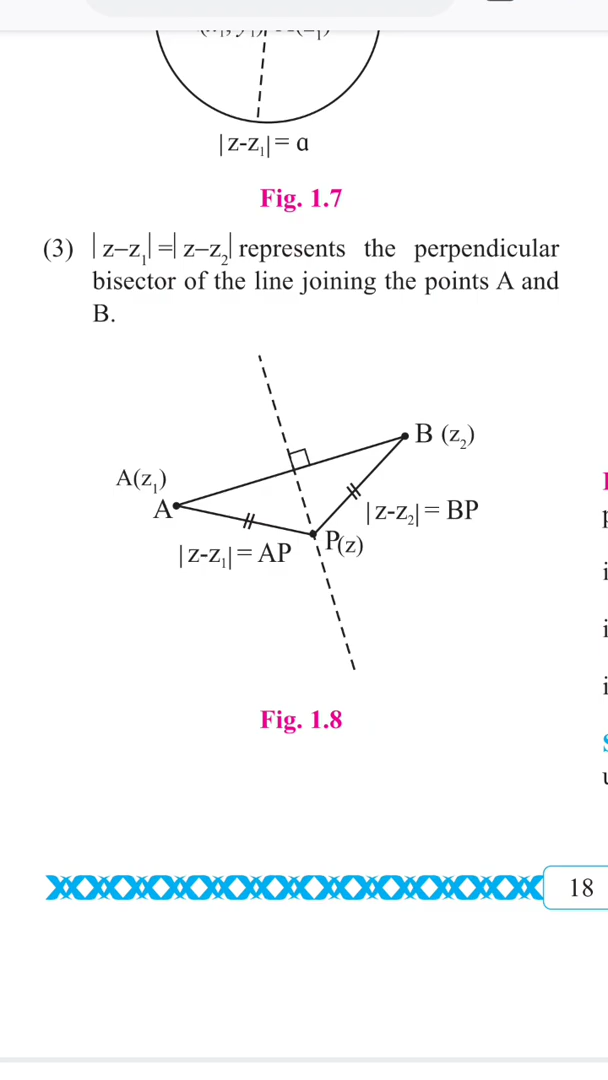 |z-z₁|= a
Fig. 1.7
(3) |z–z₁|=|z–z₂| represents the perpendicular
bisector of the line joining the points A and
B.
B (z₂)
A(z₁)
A
|z-z₂|= BP
P(z)
|z-z₁|= AP
Fig. 1.8
18